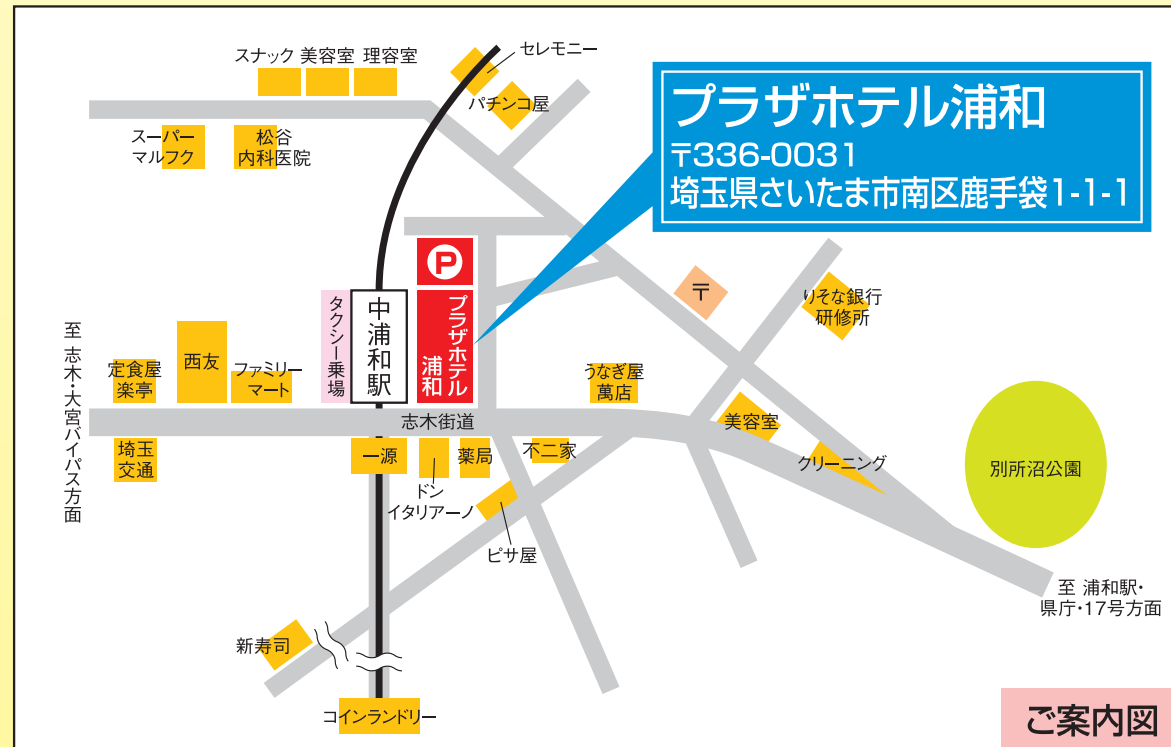 スナック 美容室 理容室
セレモニー
パチンコ屋
スーパー
マルフク
松谷
内科医院
プラザホテル浦和
〒336-0031
埼玉県さいたま市南区鹿手袋1-1-1
P
プラザホテル
浦和
中浦和駅
タクシー乗場
〒
りそな銀行
研修所
至 志木・大宮バイパス方面
定食屋
楽亭
西友
ファミリー
マート
うなぎ屋
萬店
志木街道
美容室
埼玉
交通
一源
ドン
イタリアーノ
薬局
不二家
クリーニング
別所沼公園
ピサ屋
至 浦和駅・
県庁・17号方面
新寿司
コインランドリー
ご案内図